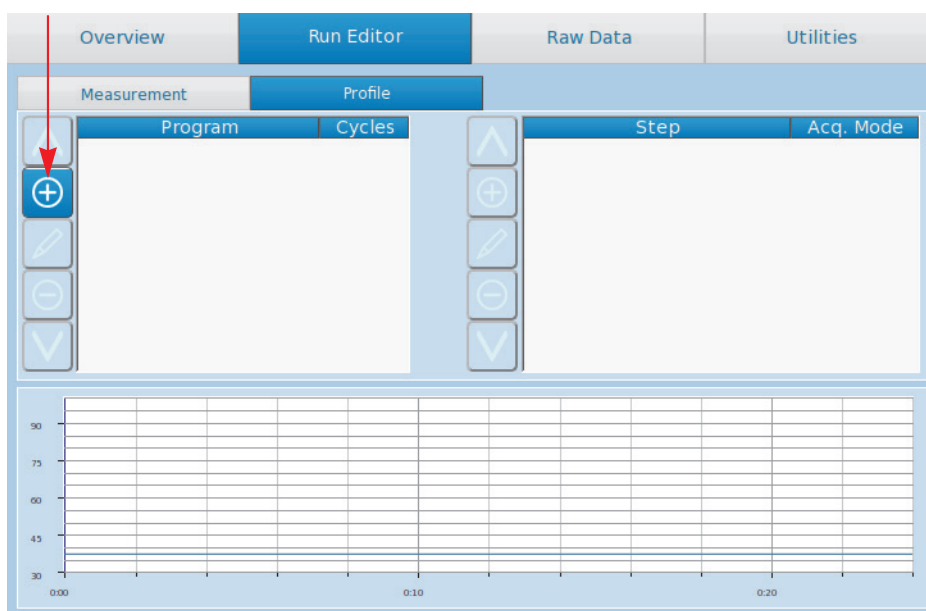 Overview Run Editor Raw Data Utilities
Measurement Profile
Program Cycles Step Acq. Mode
90
75
60
45
30
0:00 0:10 0:20